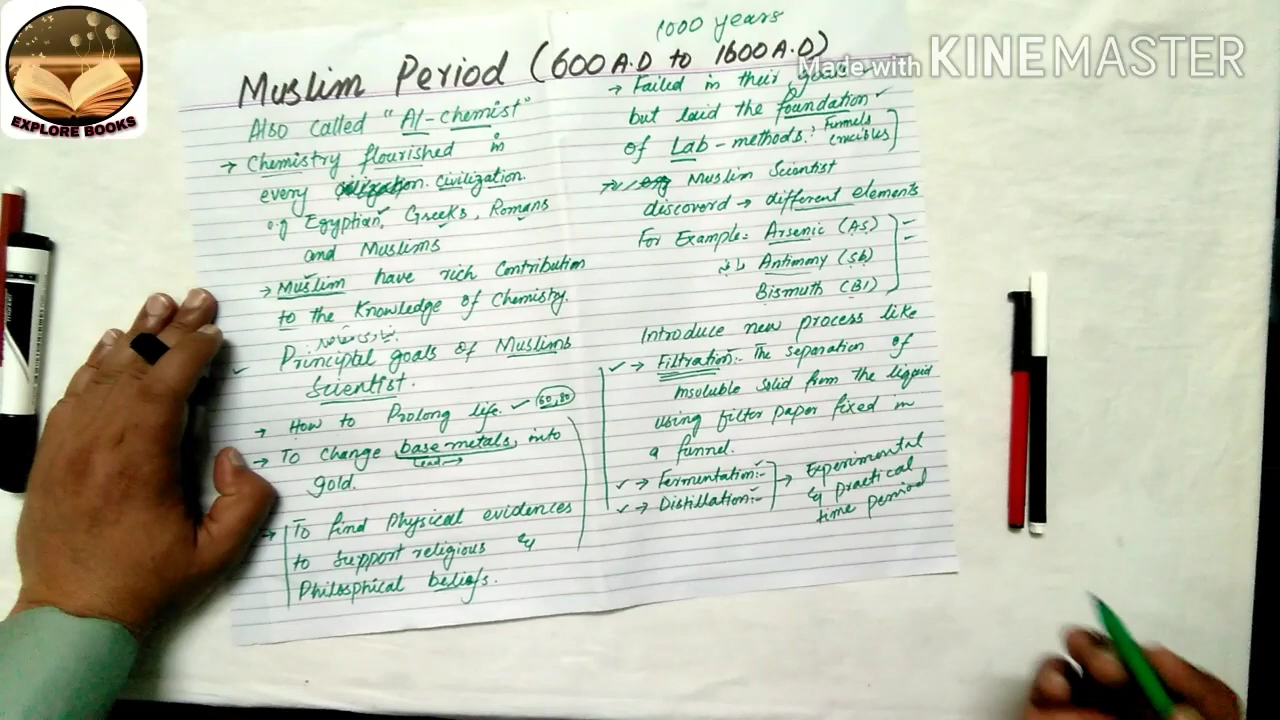 EXPLORE BOOKS
Made with KINEMASTER
1000 years
Muslim Period (600 A.D to 1600 A.D)
Also called "Al-chemist"
→ Chemistry flourished in
every civilization.
e.g Egyptian, Greeks, Romans
and Muslims
→ Muslim have rich contribution
to the knowledge of Chemistry.
Principal goals of Muslims
Scientist.
→ How to Prolong life. 60,80
→ To change base metals, into
lead →
gold.
→ To find Physical evidences
to support religious &
Philosphical beliefs.
→ Failed in their goals
but laid the foundation
of Lab-methods. Funnels
crucibles
Muslim Scientist
discoverd → different elements
For Example: Arsenic (AS)
Antimmy (Sb)
Bismuth (BI)
Introduce new process like
→ Filtration:- The separation of
insoluble solid from the liquid
using filter paper fixed in
a funnel.
→ Fermentation:-
→ Distillation:-
→ Experimental
& practical
time period